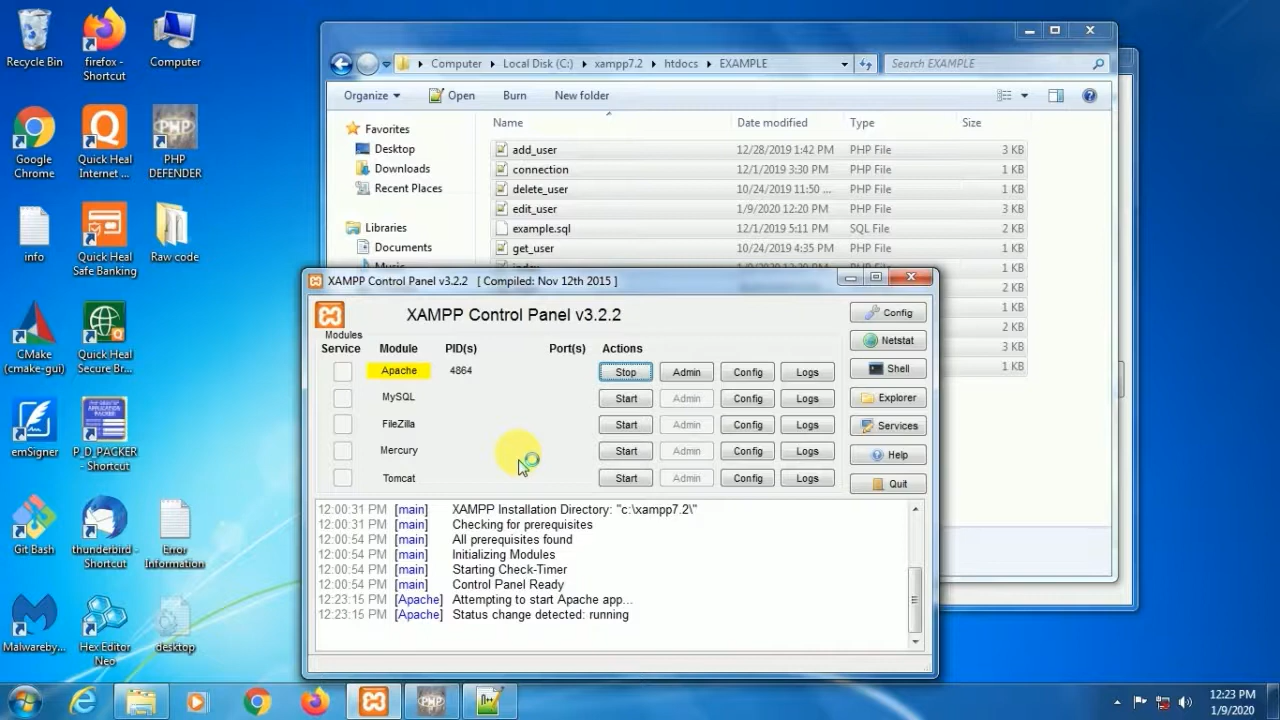 Recycle Bin
firefox - Shortcut
Computer
Google Chrome
Quick Heal Internet ...
PHP DEFENDER
info
Quick Heal Safe Banking
Raw code
CMake (cmake-gui)
Quick Heal Secure Br...
emSigner
P_D_PACKER - Shortcut
Git Bash
thunderbird - Shortcut
Error Information
Malwareby...
Hex Editor Neo
desktop
Computer Local Disk (C:) xampp7.2 htdocs EXAMPLE
Search EXAMPLE
Organize Open Burn New folder
Favorites
Desktop
Downloads
Recent Places
Libraries
Documents
Name Date modified Type Size
add_user 12/28/2019 1:42 PM PHP File 3 KB
connection 12/1/2019 3:30 PM PHP File 1 KB
delete_user 10/24/2019 11:50 ... PHP File 1 KB
edit_user 1/9/2020 12:20 PM PHP File 3 KB
example.sql 12/1/2019 5:11 PM SQL File 2 KB
get_user 10/24/2019 4:35 PM PHP File 1 KB
2 KB
1 KB
2 KB
3 KB
1 KB
XAMPP Control Panel v3.2.2 [ Compiled: Nov 12th 2015 ]
XAMPP Control Panel v3.2.2
Config
Modules
Service Module PID(s) Port(s) Actions
Netstat
Apache 4864 Stop Admin Config Logs
Shell
MySQL Start Admin Config Logs
Explorer
FileZilla Start Admin Config Logs
Services
Mercury Start Admin Config Logs
Help
Tomcat Start Admin Config Logs
Quit
12:00:31 PM [main] XAMPP Installation Directory: "c:\xampp7.2\"
12:00:31 PM [main] Checking for prerequisites
12:00:54 PM [main] All prerequisites found
12:00:54 PM [main] Initializing Modules
12:00:54 PM [main] Starting Check-Timer
12:00:54 PM [main] Control Panel Ready
12:23:15 PM [Apache] Attempting to start Apache app...
12:23:15 PM [Apache] Status change detected: running
12:23 PM
1/9/2020